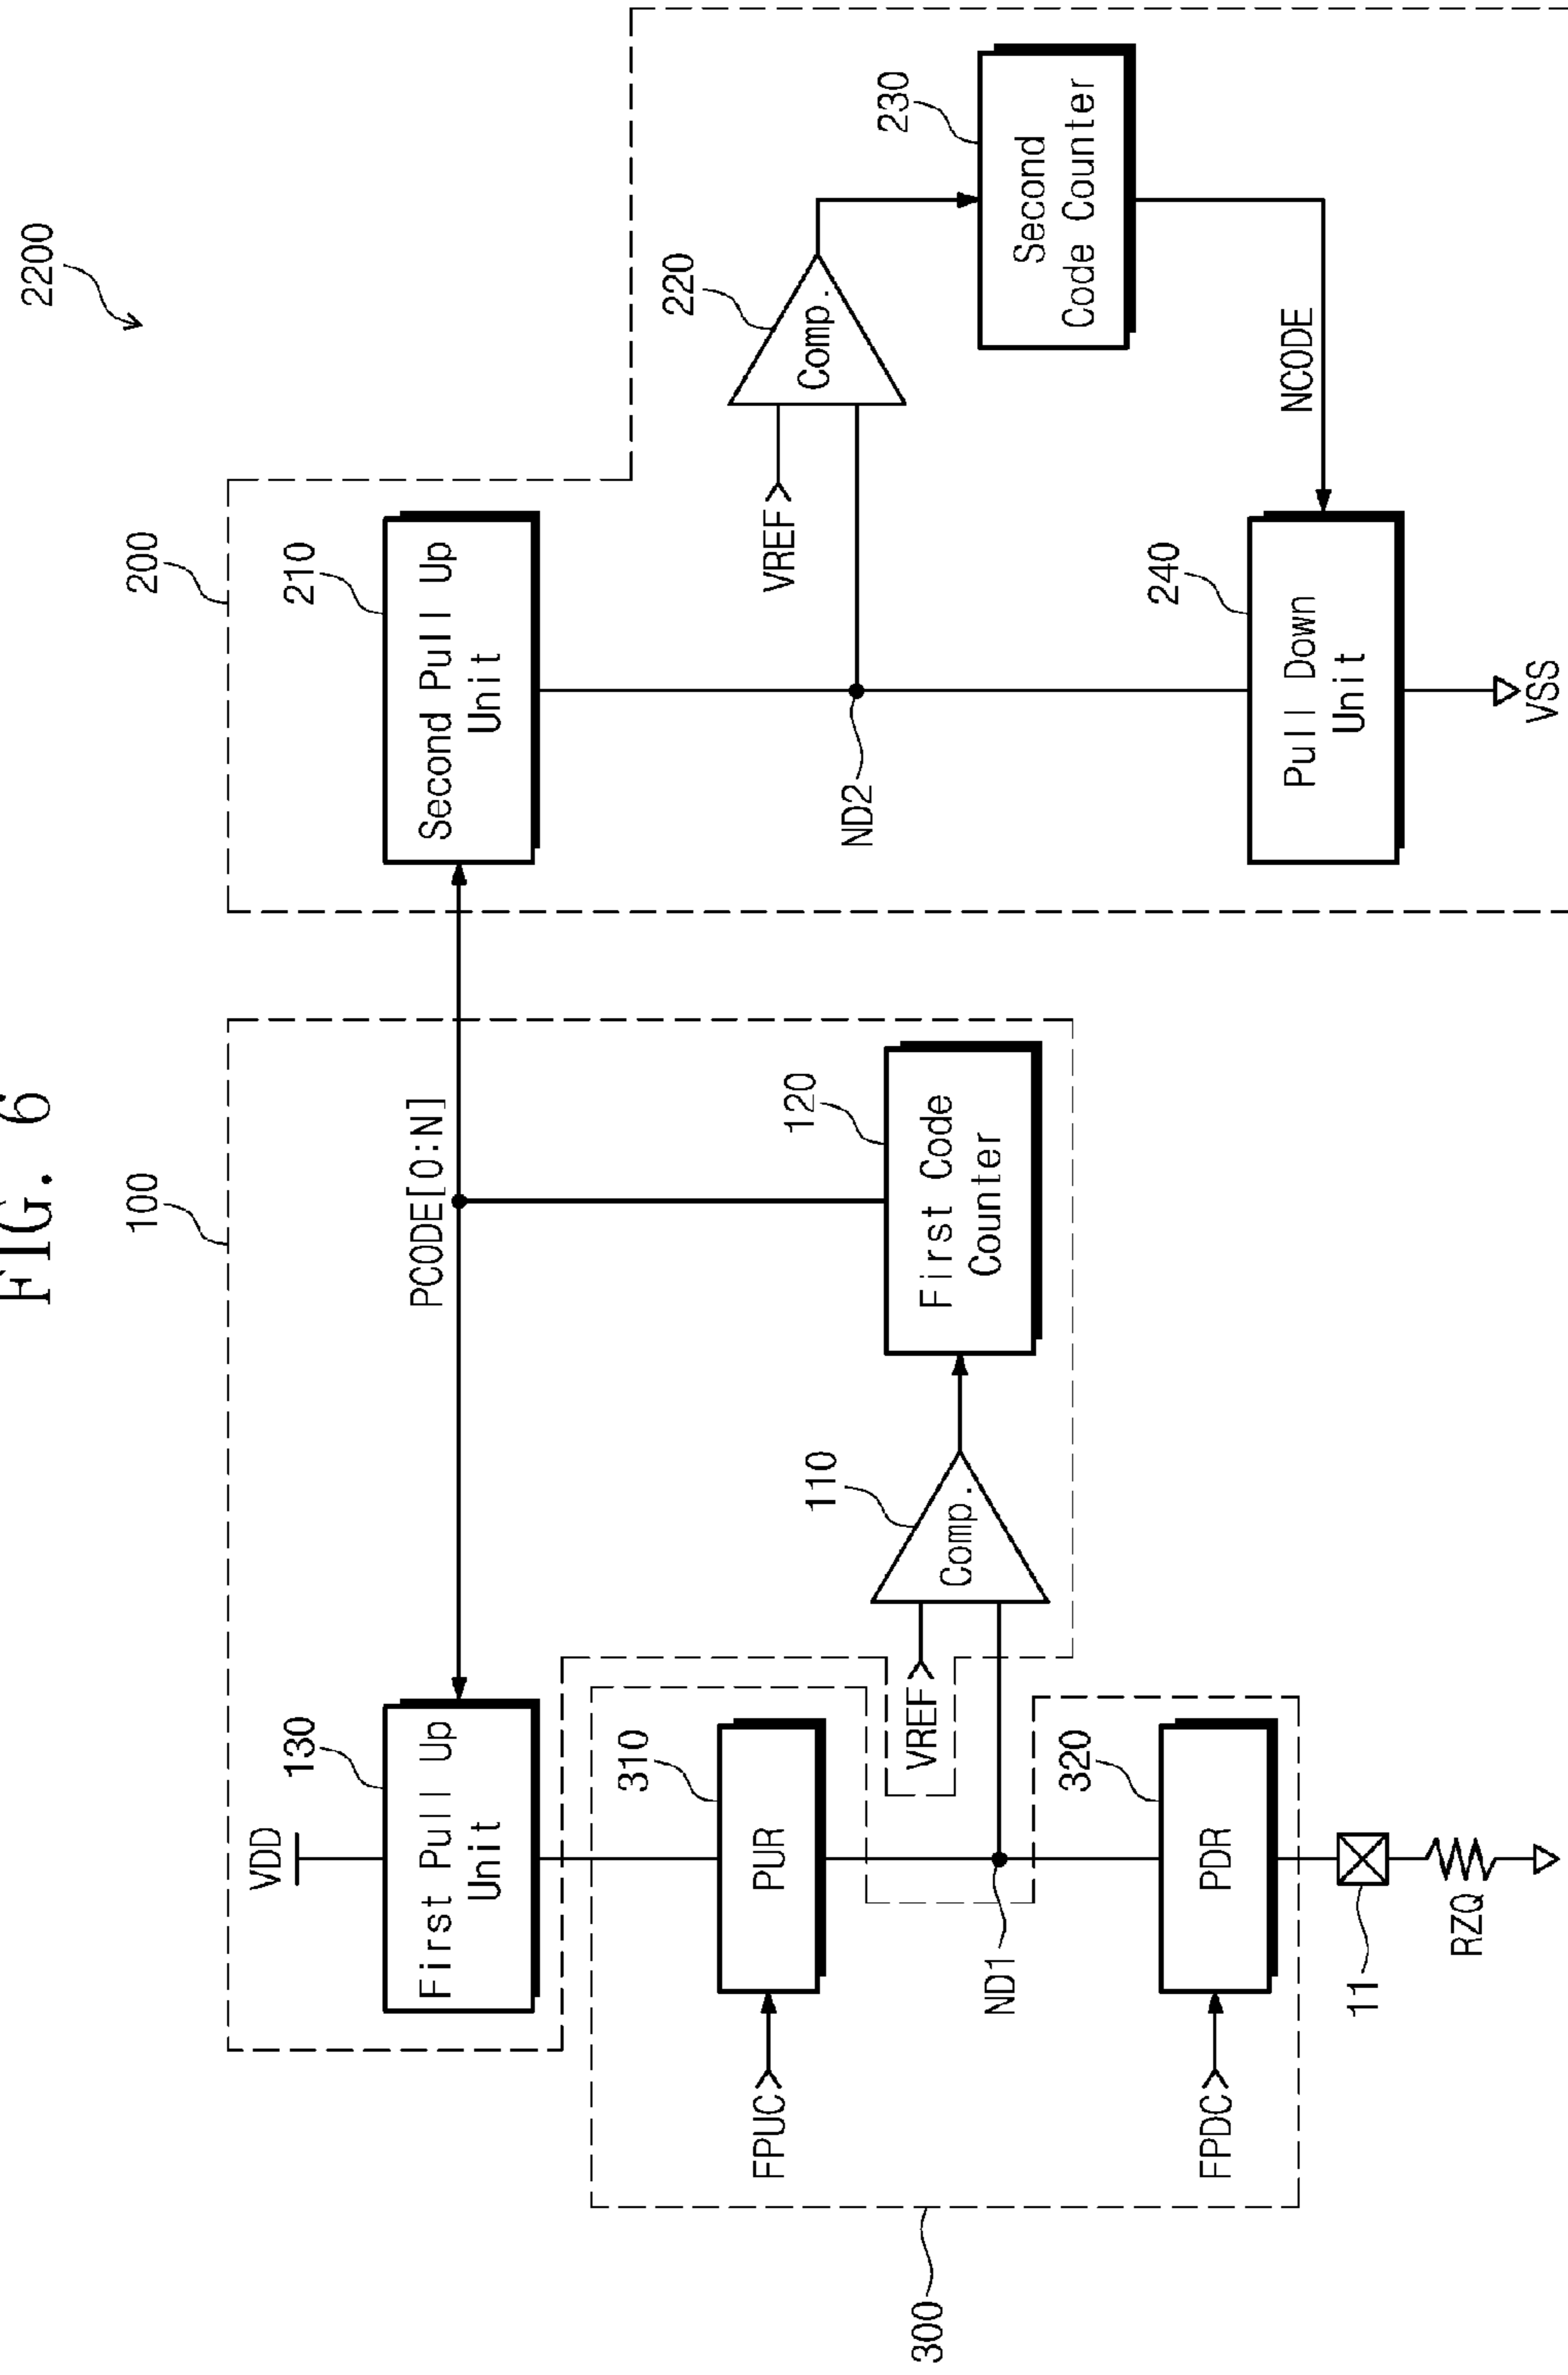 FIG. 6
2200
100
200
VDD
130
First Pull Up
Unit
PCODE[0:N]
210
Second Pull Up
Unit
300
FPUC
310
PUR
VREF
110
Comp.
120
First Code
Counter
ND1
ND2
VREF
220
Comp.
230
Second
Code Counter
NCODE
FPDC
320
PDR
240
Pull Down
Unit
11
RZQ
VSS